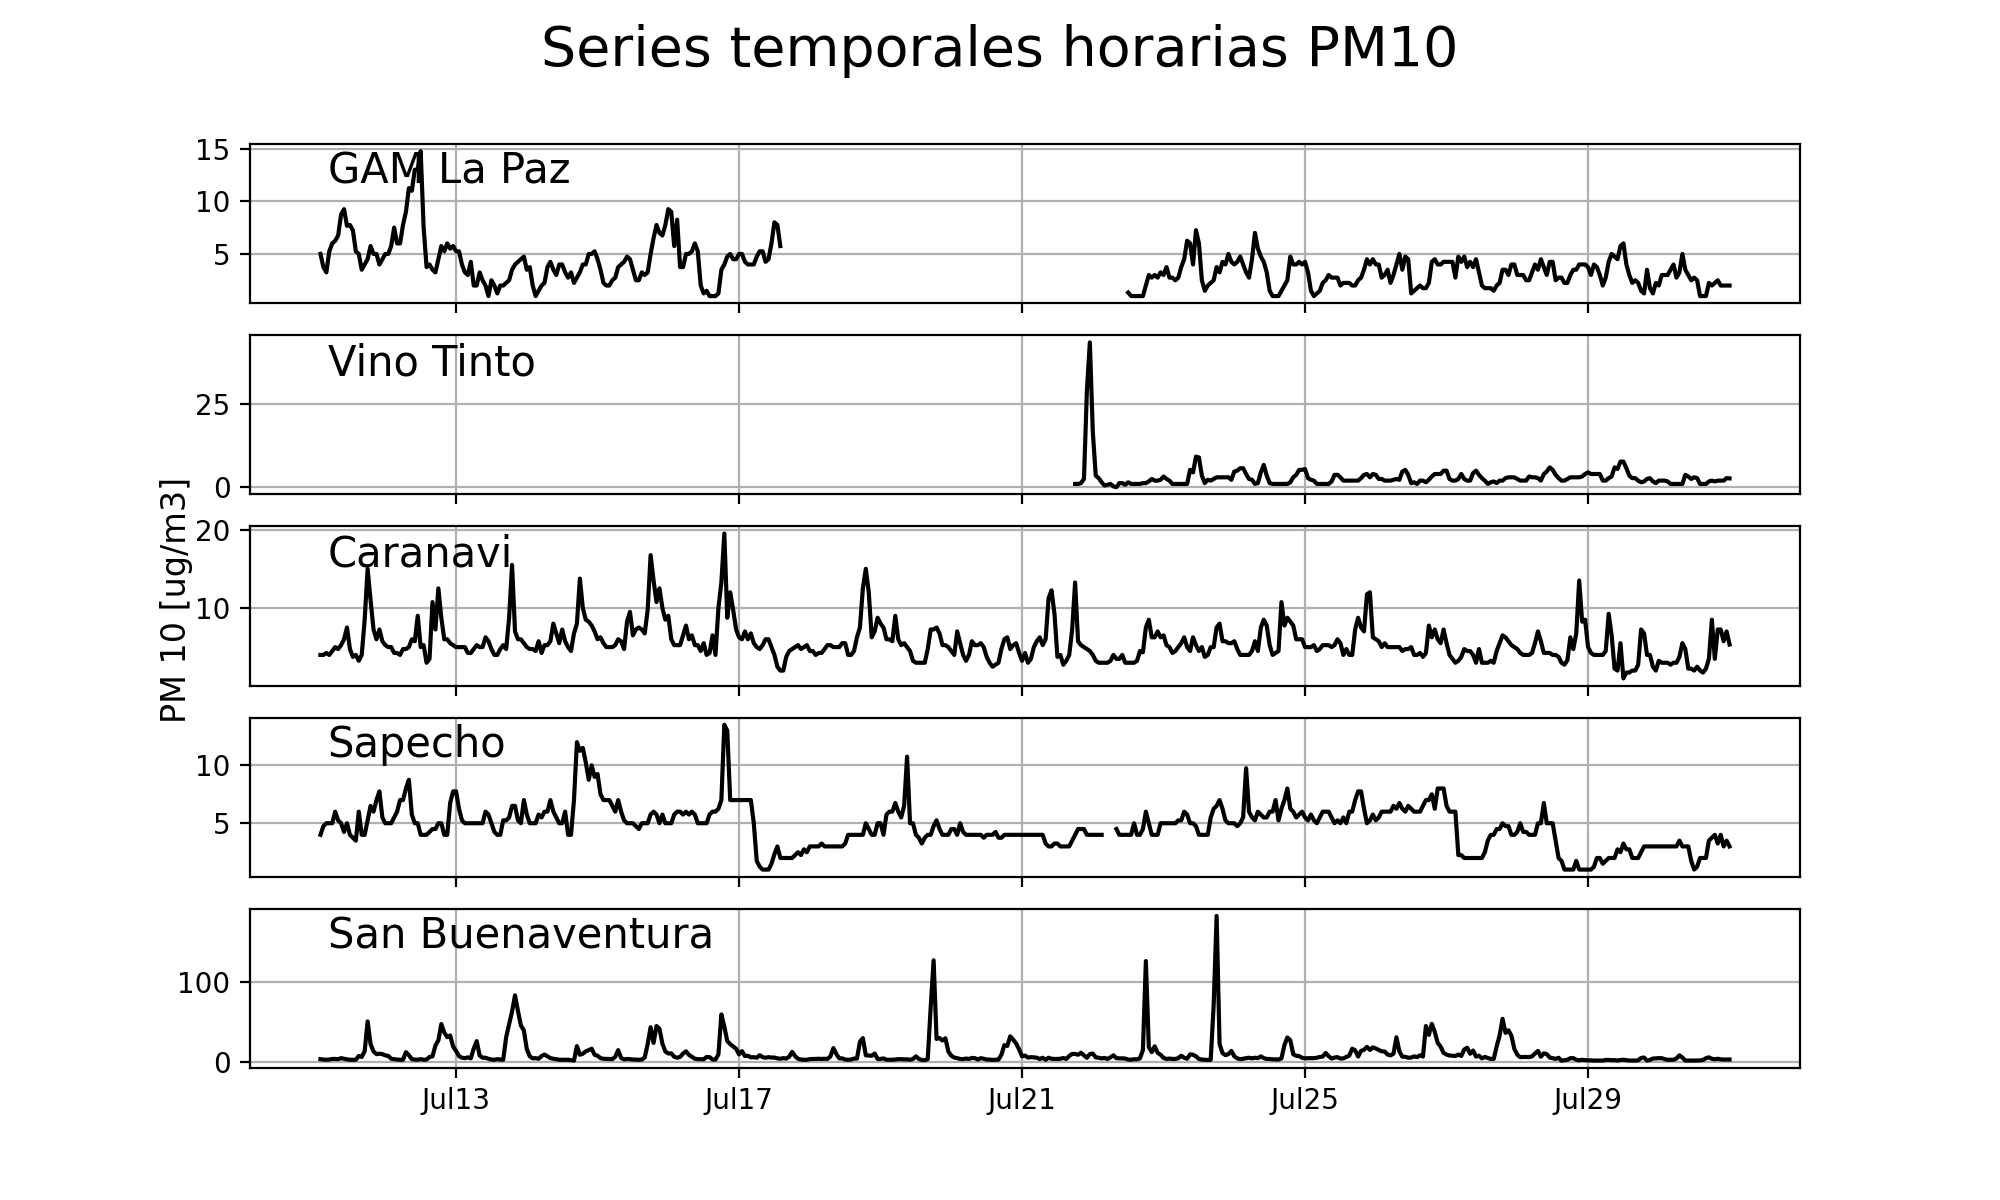 Series temporales horarias PM10
PM 10 [ug/m3]
GAM La Paz
15
10
5
Vino Tinto
25
0
Caranavi
20
10
Sapecho
10
5
San Buenaventura
100
0
Jul13 Jul17 Jul21 Jul25 Jul29